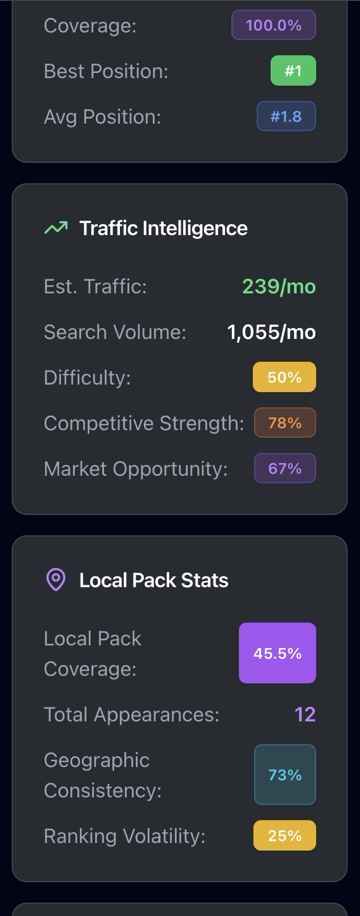 Coverage: 100.0%
Best Position: #1
Avg Position: #1.8
Traffic Intelligence
Est. Traffic: 239/mo
Search Volume: 1,055/mo
Difficulty: 50%
Competitive Strength: 78%
Market Opportunity: 67%
Local Pack Stats
Local Pack
Coverage: 45.5%
Total Appearances: 12
Geographic
Consistency: 73%
Ranking Volatility: 25%